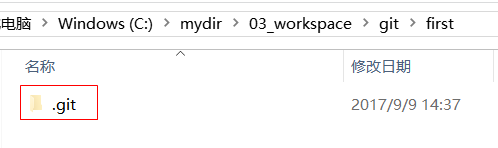 电脑 › Windows (C:) › mydir › 03_workspace › git › first
名称 修改日期
.git 2017/9/9 14:37